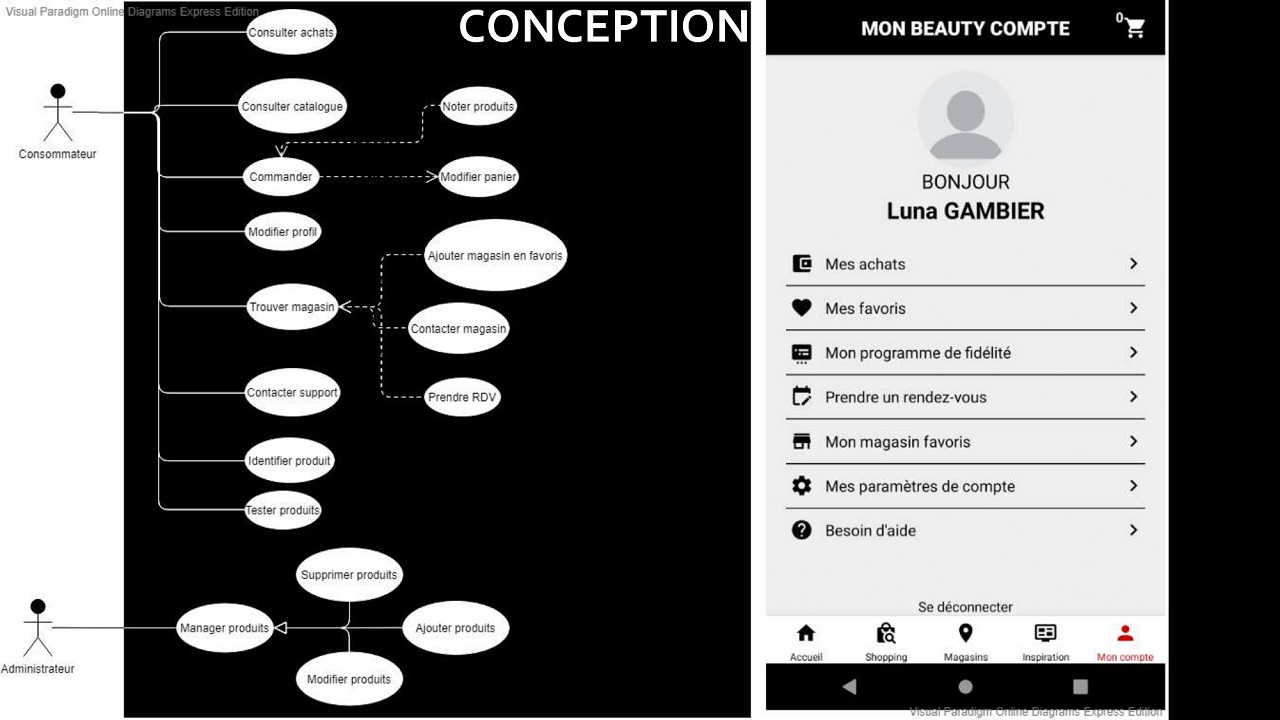 Visual Paradigm Online Diagrams Express Edition
CONCEPTION
Consommateur
Consulter achats
Consulter catalogue
Noter produits
Commander
Modifier panier
Modifier profil
Ajouter magasin en favoris
Trouver magasin
Contacter magasin
Contacter support
Prendre RDV
Identifier produit
Tester produits
Administrateur
Supprimer produits
Manager produits
Ajouter produits
Modifier produits
MON BEAUTY COMPTE
0
BONJOUR
Luna GAMBIER
Mes achats
Mes favoris
Mon programme de fidélité
Prendre un rendez-vous
Mon magasin favoris
Mes paramètres de compte
Besoin d'aide
Se déconnecter
Accueil
Shopping
Magasins
Inspiration
Mon compte
Visual Paradigm Online Diagrams Express Edition